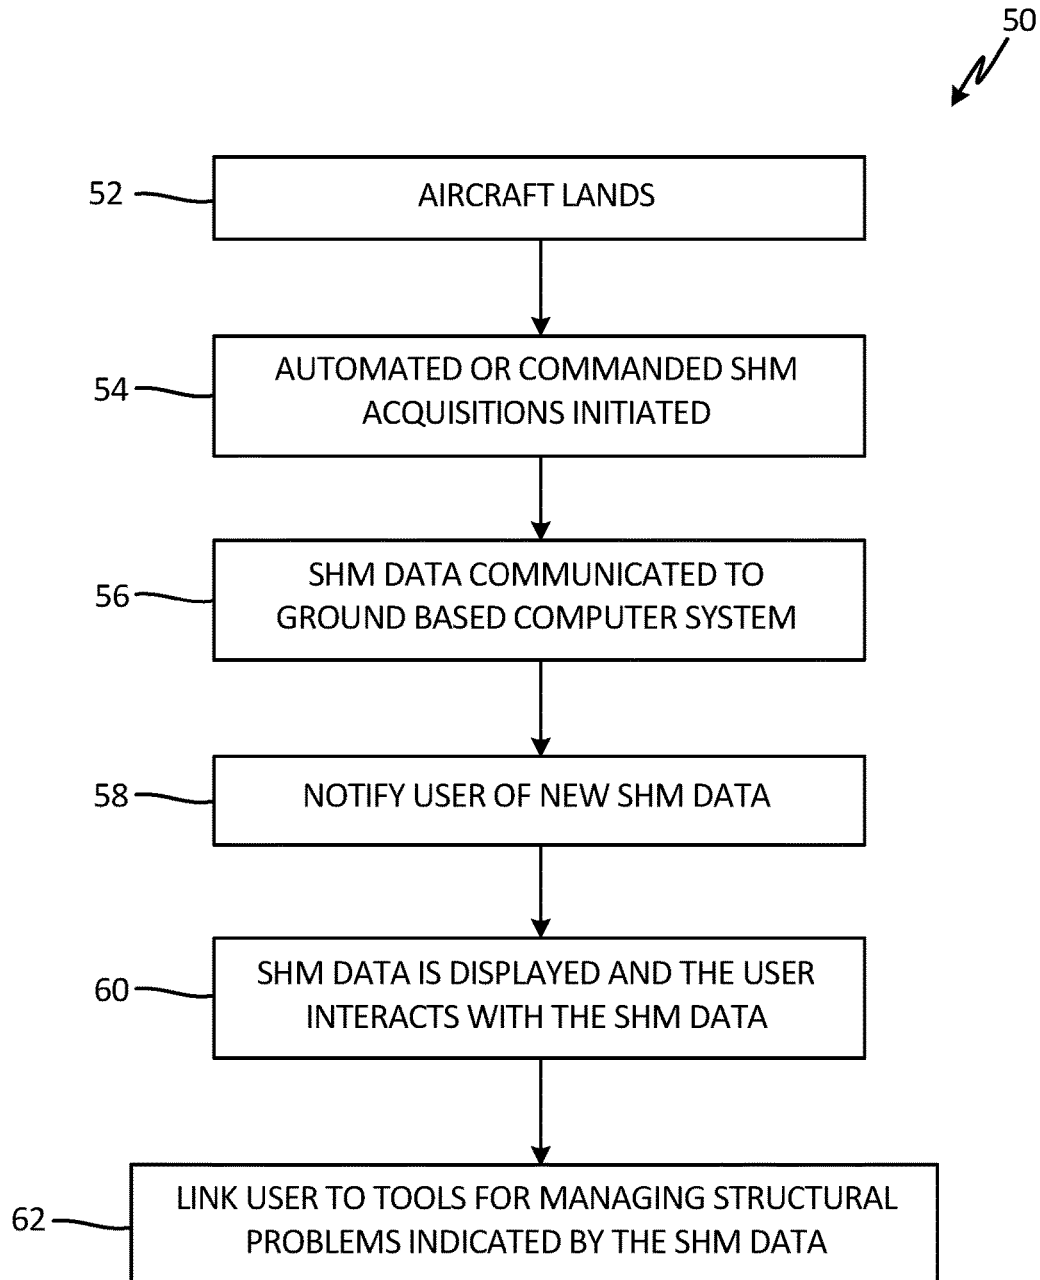 50
52
AIRCRAFT LANDS
54
AUTOMATED OR COMMANDED SHM
ACQUISITIONS INITIATED
56
SHM DATA COMMUNICATED TO
GROUND BASED COMPUTER SYSTEM
58
NOTIFY USER OF NEW SHM DATA
60
SHM DATA IS DISPLAYED AND THE USER
INTERACTS WITH THE SHM DATA
62
LINK USER TO TOOLS FOR MANAGING STRUCTURAL
PROBLEMS INDICATED BY THE SHM DATA